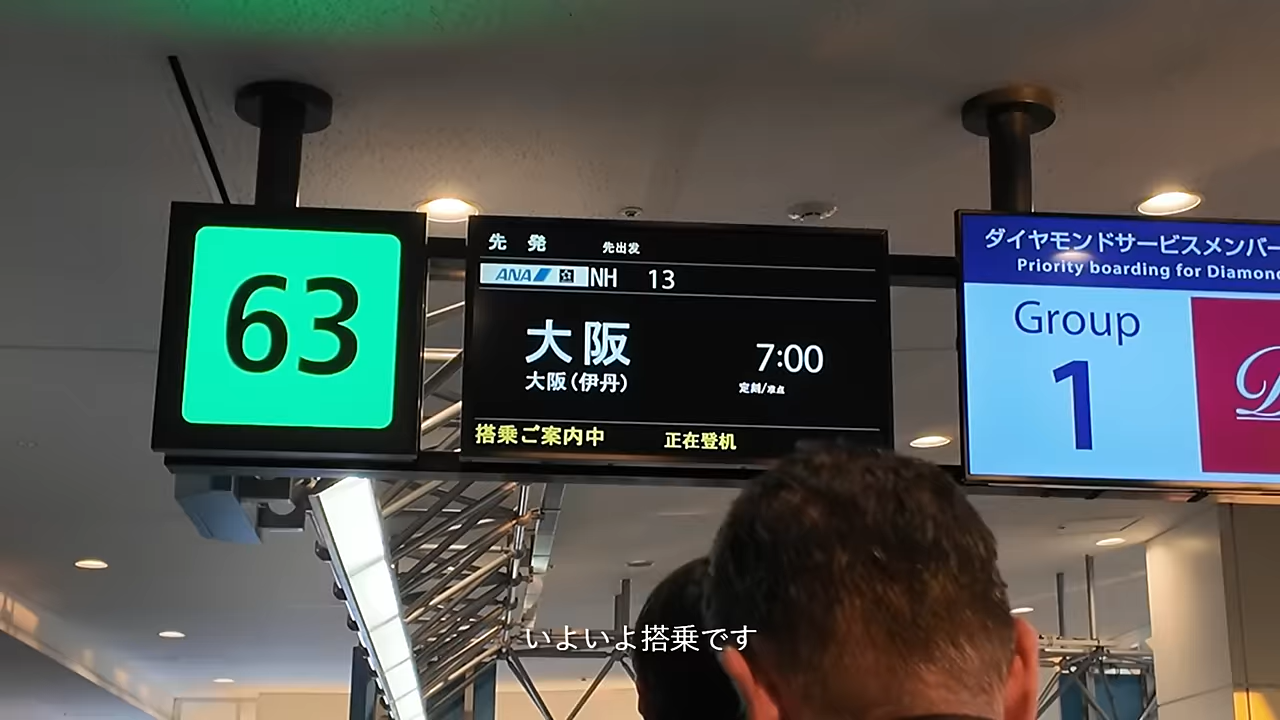 63
先発 先出发
ANA NH 13
大阪 7:00
大阪(伊丹) 定刻/准点
搭乗ご案内中 正在登机
ダイヤモンドサービスメンバー
Priority boarding for Diamond
Group
1
いよいよ搭乗です